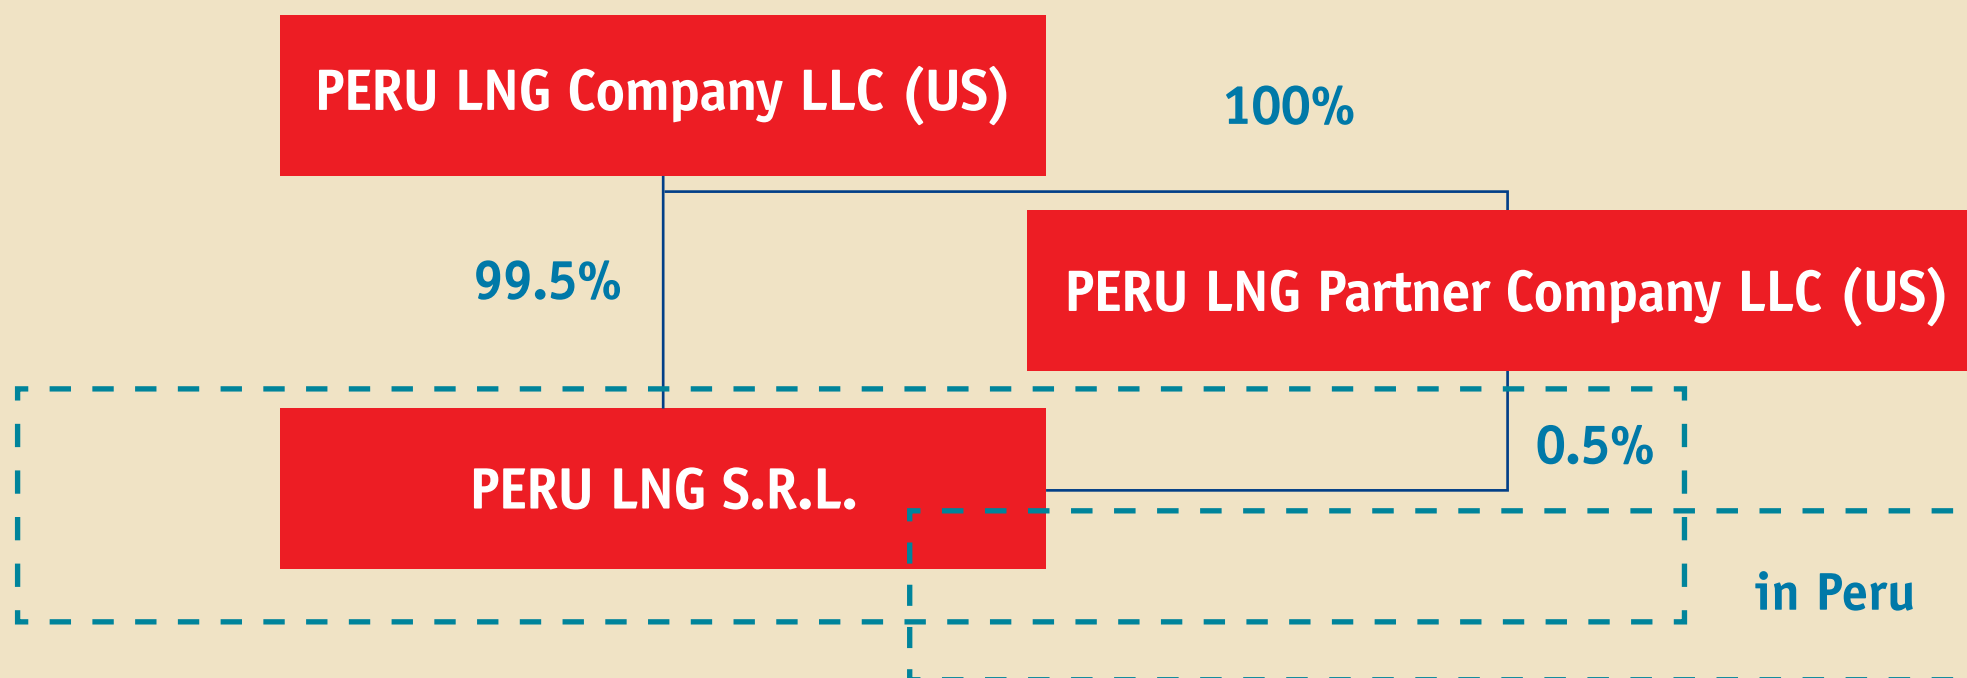 PERU LNG Company LLC (US)
100%
99.5%
PERU LNG Partner Company LLC (US)
0.5%
PERU LNG S.R.L.
in Peru